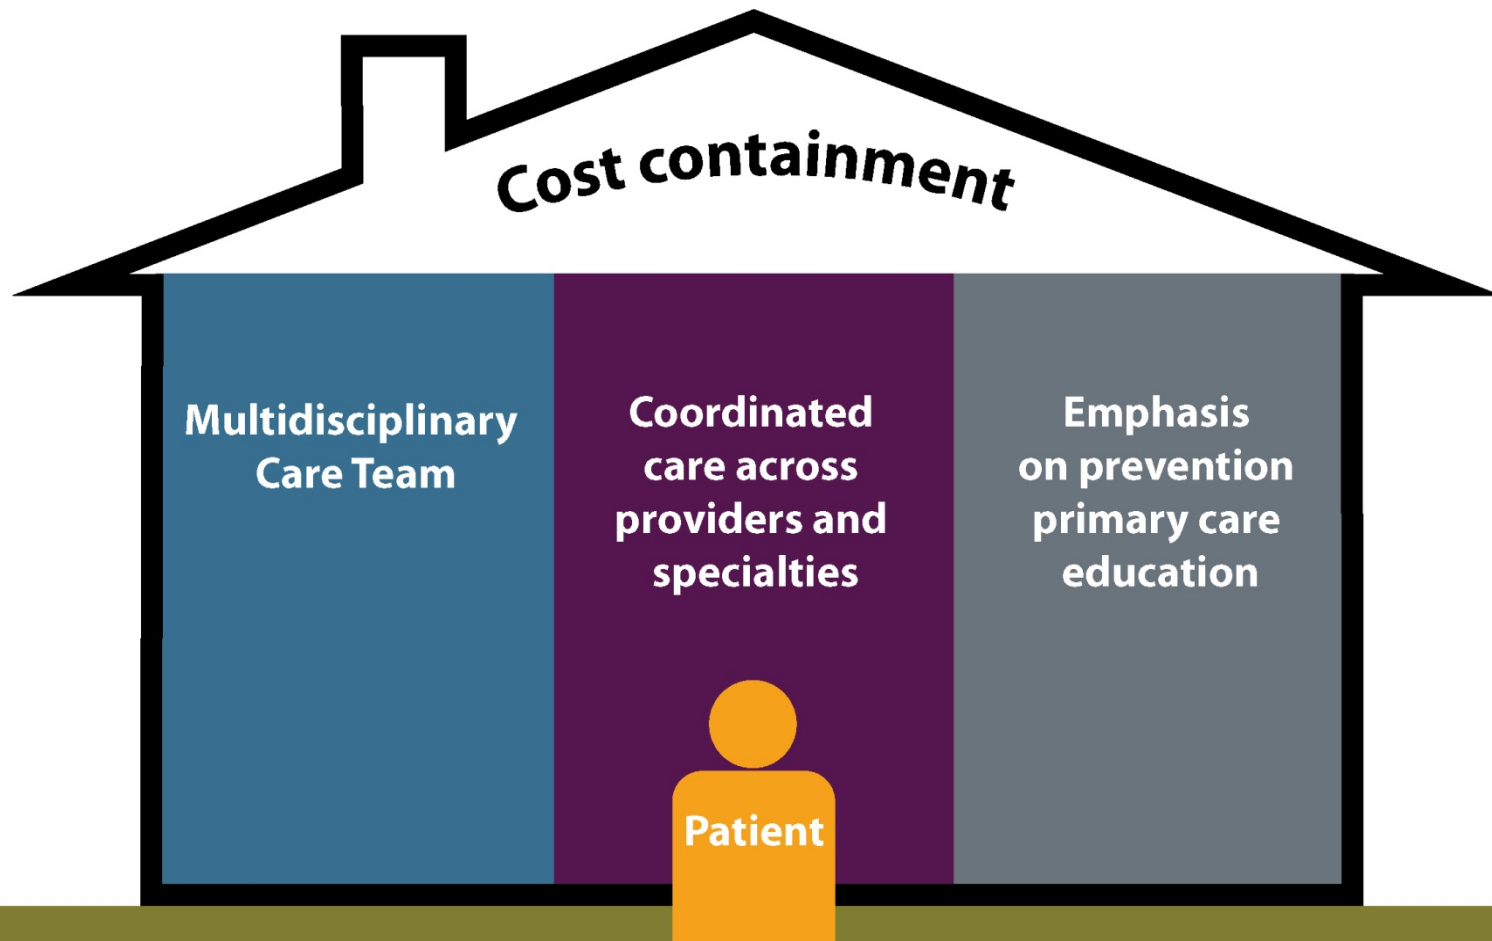 Cost containment
Multidisciplinary
Care Team
Coordinated
care across
providers and
specialties
Emphasis
on prevention
primary care
education
Patient